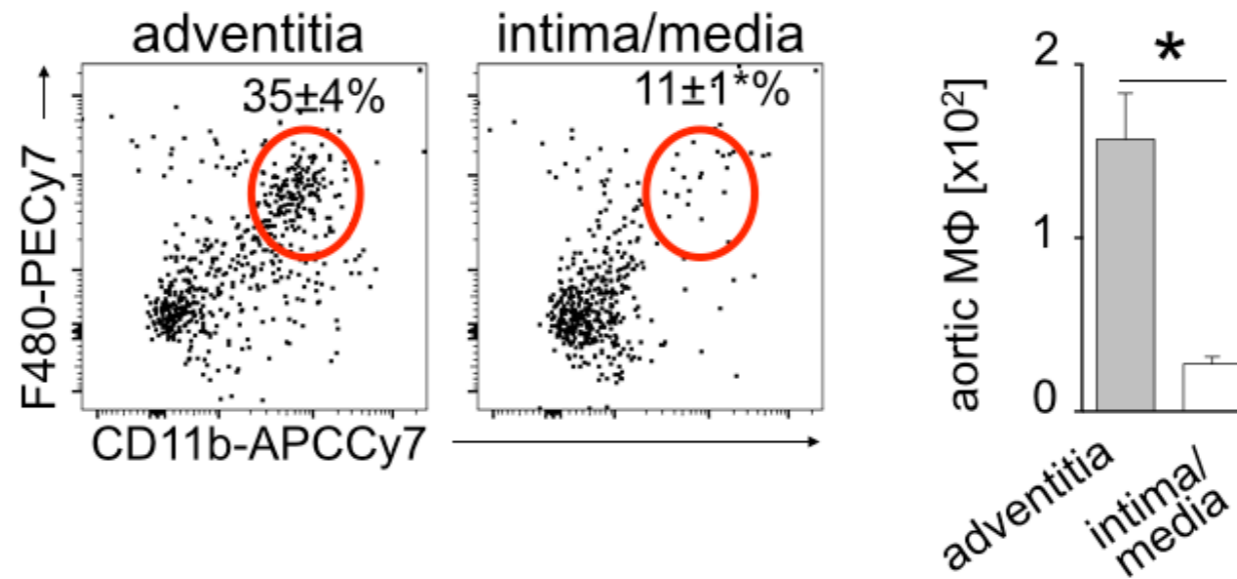 adventitia
35±4%
F480-PECy7
CD11b-APCCy7
intima/media
11±1*%
aortic MΦ [x10²]
2
1
0
*
adventitia
intima/
media